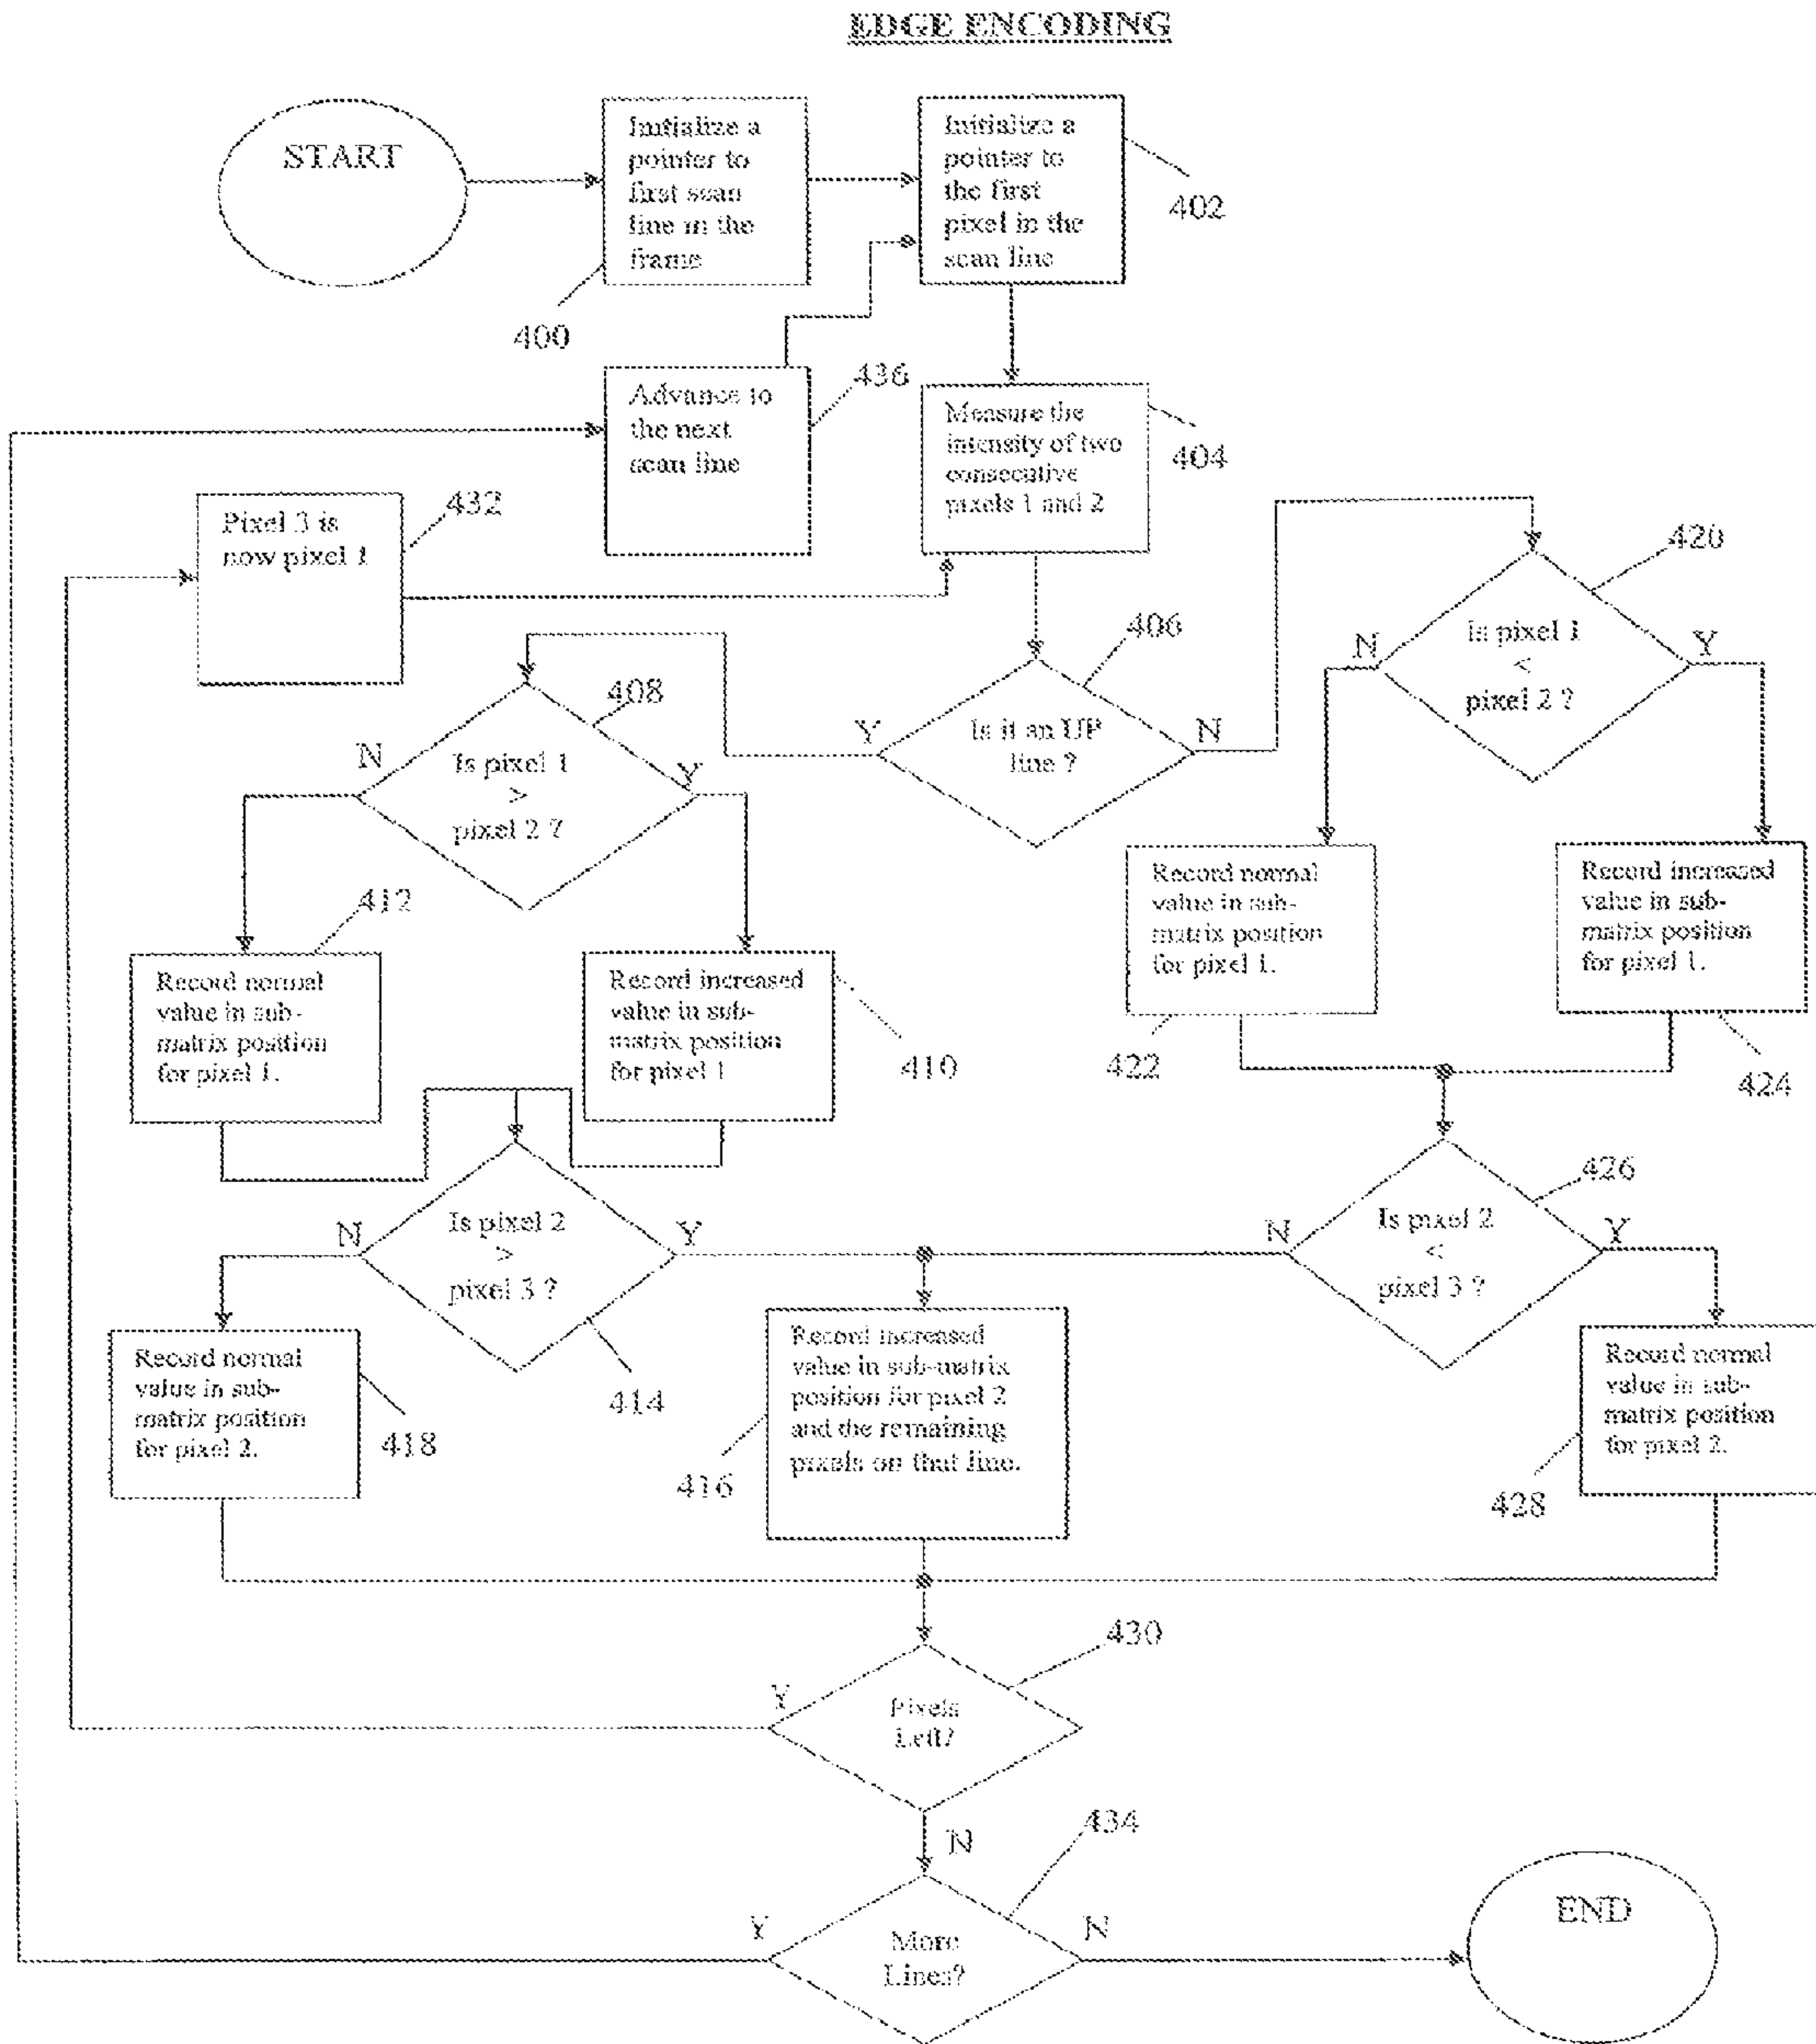 EDGE ENCODING
START
Initialize a
pointer to
first scan
line in the
frame
400
Initialize a
pointer to
the first
pixel in the
scan line
402
Advance to
the next
scan line
436
Measure the
intensity of two
consecutive
pixels 1 and 2
404
Pixel 3 is
now pixel 1
432
406
Is it an UP
line ?
Y
N
420
Is pixel 1
<
pixel 2 ?
N
Y
408
Is pixel 1
>
pixel 2 ?
N
Y
Record normal
value in sub-
matrix position
for pixel 1.
422
Record increased
value in sub-
matrix position
for pixel 1.
424
412
Record normal
value in sub-
matrix position
for pixel 1.
Record increased
value in sub-
matrix position
for pixel 1
410
Is pixel 2
>
pixel 3 ?
N
Y
414
426
Is pixel 2
<
pixel 3 ?
N
Y
Record normal
value in sub-
matrix position
for pixel 2.
418
Record increased
value in sub-matrix
position for pixel 2
and the remaining
pixels on that line.
416
Record normal
value in sub-
matrix position
for pixel 2.
428
430
Pixels
Left?
Y
N
434
More
Lines?
Y
N
END